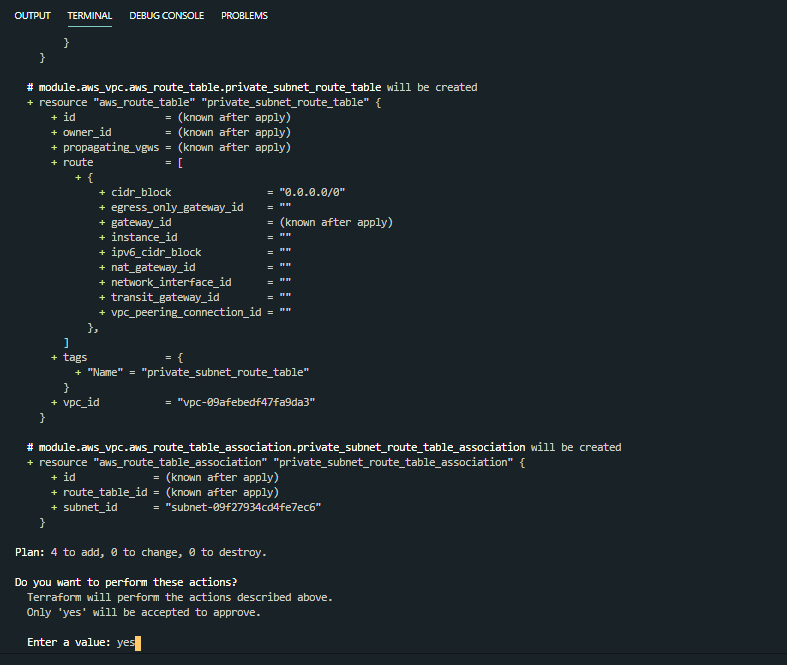 OUTPUT TERMINAL DEBUG CONSOLE PROBLEMS
        }
    }

  # module.aws_vpc.aws_route_table.private_subnet_route_table will be created
  + resource "aws_route_table" "private_subnet_route_table" {
      + id               = (known after apply)
      + owner_id         = (known after apply)
      + propagating_vgws = (known after apply)
      + route            = [
          + {
              + cidr_block                = "0.0.0.0/0"
              + egress_only_gateway_id    = ""
              + gateway_id                = (known after apply)
              + instance_id               = ""
              + ipv6_cidr_block           = ""
              + nat_gateway_id            = ""
              + network_interface_id      = ""
              + transit_gateway_id        = ""
              + vpc_peering_connection_id = ""
            },
        ]
      + tags             = {
          + "Name" = "private_subnet_route_table"
        }
      + vpc_id           = "vpc-09afebedf47fa9da3"
    }

  # module.aws_vpc.aws_route_table_association.private_subnet_route_table_association will be created
  + resource "aws_route_table_association" "private_subnet_route_table_association" {
      + id             = (known after apply)
      + route_table_id = (known after apply)
      + subnet_id      = "subnet-09f27934cd4fe7ec6"
    }

Plan: 4 to add, 0 to change, 0 to destroy.

Do you want to perform these actions?
  Terraform will perform the actions described above.
  Only 'yes' will be accepted to approve.

  Enter a value: yes